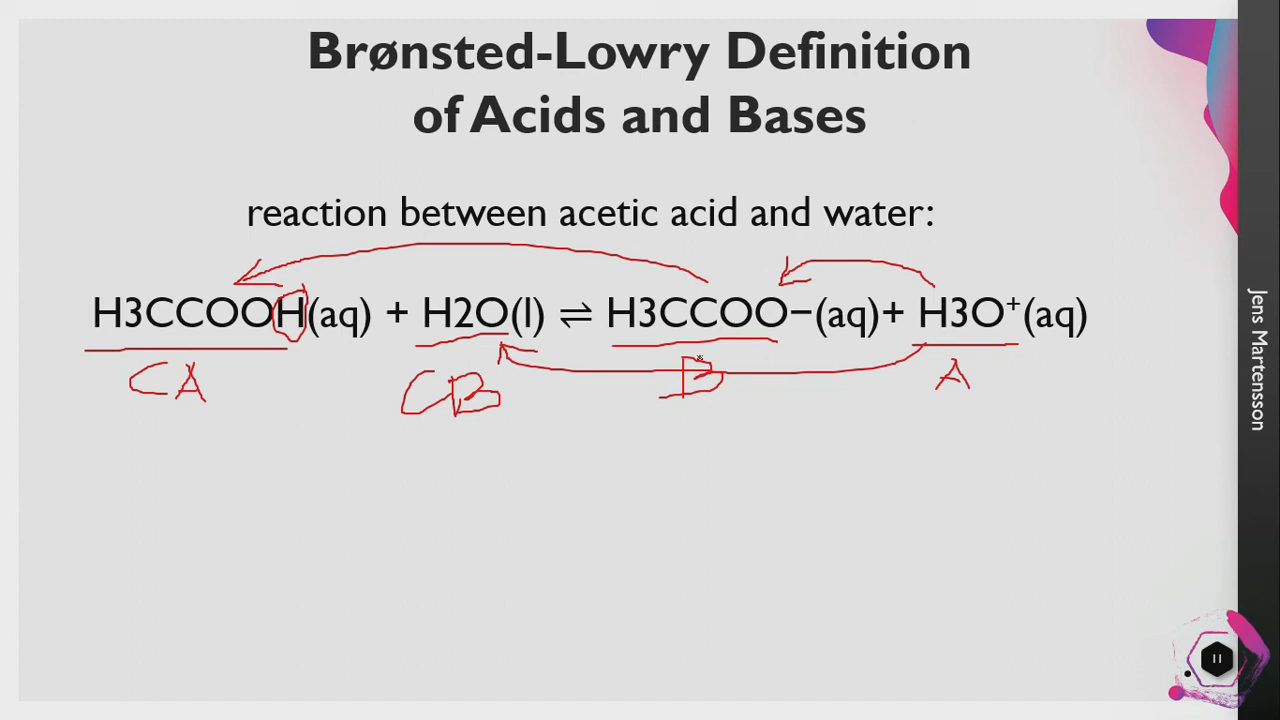 Brønsted-Lowry Definition
of Acids and Bases
reaction between acetic acid and water:
H3CCOOH(aq) + H2O(l) ⇌ H3CCOO−(aq)+ H3O⁺(aq)
CA CB B A
Jens Martensson
11